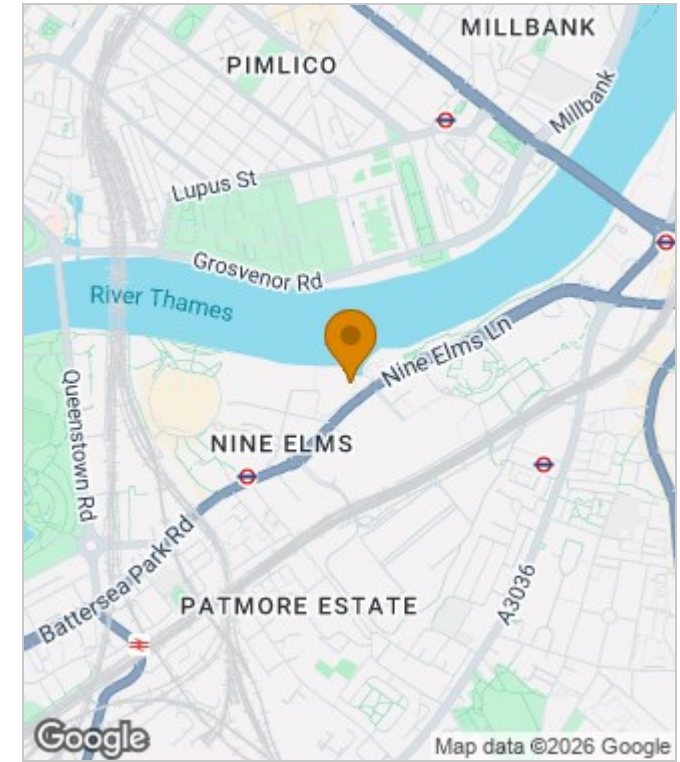 MILLBANK
PIMLICO
Millbank
Lupus St
Grosvenor Rd
River Thames
Nine Elms Ln
Queenstown Rd
NINE ELMS
Battersea Park Rd
A3036
PATMORE ESTATE
Google
Map data ©2026 Google